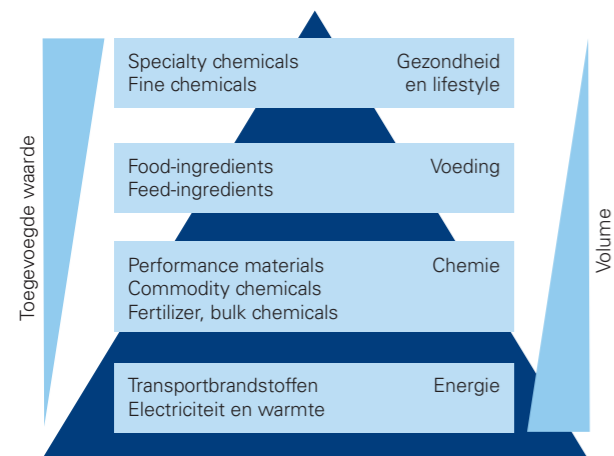 Toegevoegde waarde
Specialty chemicals
Fine chemicals
Gezondheid
en lifestyle
Food-ingredients
Feed-ingredients
Voeding
Performance materials
Commodity chemicals
Fertilizer, bulk chemicals
Chemie
Transportbrandstoffen
Electriciteit en warmte
Energie
Volume